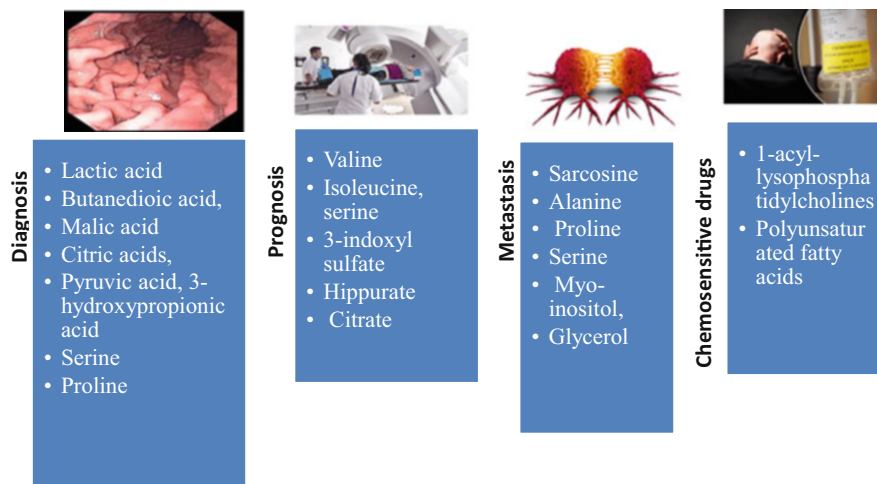 Diagnosis
• Lactic acid
• Butanedioic acid,
• Malic acid
• Citric acids,
• Pyruvic acid, 3-
hydroxypropionic
acid
• Serine
• Proline
Prognosis
• Valine
• Isoleucine,
serine
• 3-indoxyl
sulfate
• Hippurate
• Citrate
Metastasis
• Sarcosine
• Alanine
• Proline
• Serine
• Myo-
inositol,
• Glycerol
Chemosensitive drugs
• 1-acyl-
lysophospha
tidylcholines
• Polyunsatur
ated fatty
acids